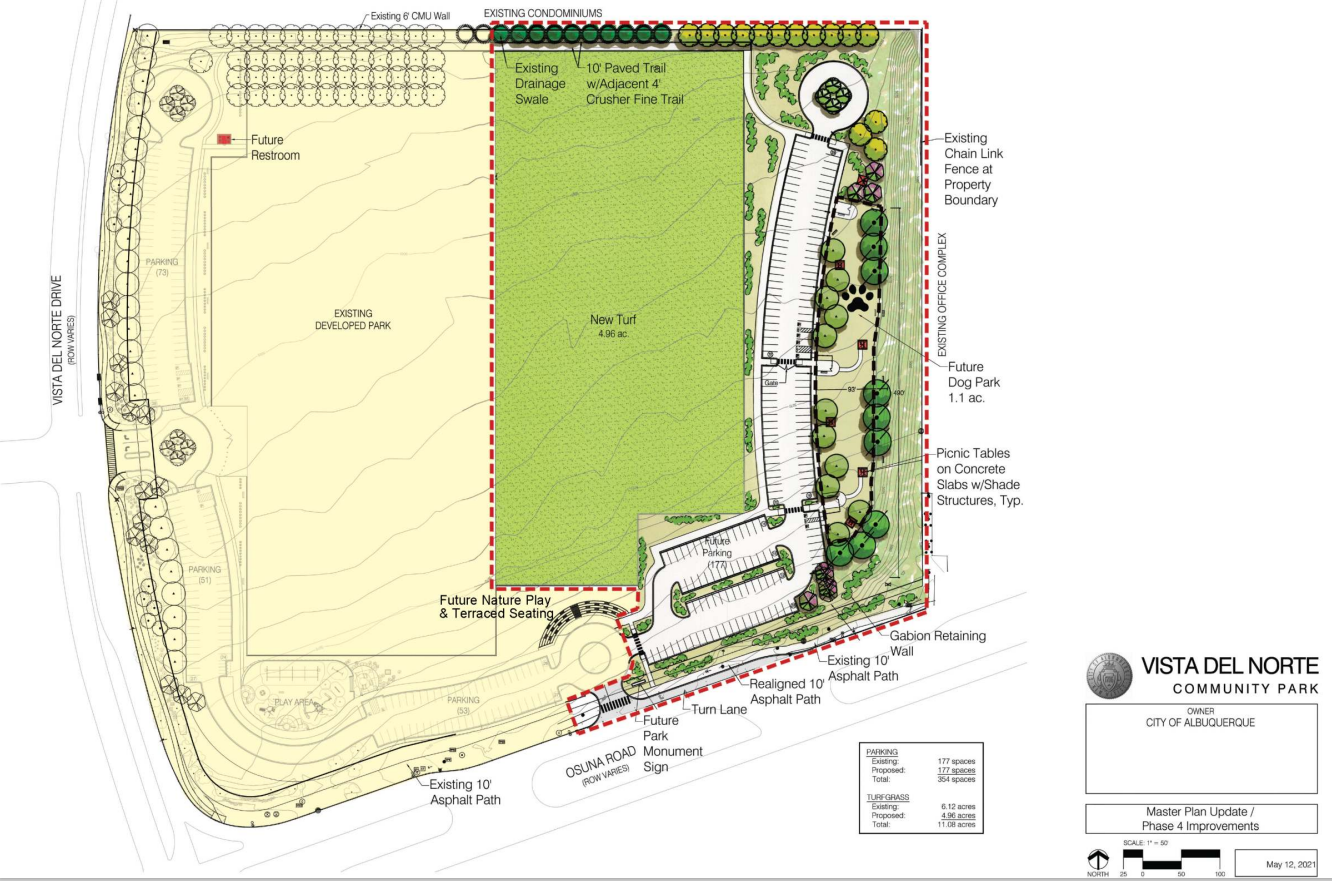 EXISTING CONDOMINIUMS
Existing 6' CMU Wall
Existing
Drainage
Swale
10' Paved Trail
w/Adjacent 4'
Crusher Fine Trail
Future
Restroom
Existing
Chain Link
Fence at
Property
Boundary
VISTA DEL NORTE DRIVE
(ROW VARIES)
PARKING
(73)
EXISTING
DEVELOPED PARK
New Turf
4.96 ac.
EXISTING OFFICE COMPLEX
Gate
93'
490'
Future
Dog Park
1.1 ac.
Picnic Tables
on Concrete
Slabs w/Shade
Structures, Typ.
PARKING
(51)
Future
Parking
(177)
Future Nature Play
& Terraced Seating
Gabion Retaining
Wall
Existing 10'
Asphalt Path
Realigned 10'
Asphalt Path
Turn Lane
PLAY AREA
PARKING
(53)
Future
Park
Monument
Sign
OSUNA ROAD
(ROW VARIES)
Existing 10'
Asphalt Path
PARKING
Existing: 177 spaces
Proposed: 177 spaces
Total: 354 spaces
TURFGRASS
Existing: 6.12 acres
Proposed: 4.96 acres
Total: 11.08 acres
VISTA DEL NORTE
COMMUNITY PARK
OWNER
CITY OF ALBUQUERQUE
Master Plan Update /
Phase 4 Improvements
SCALE: 1" = 50'
NORTH
25 0 50 100
May 12, 2021